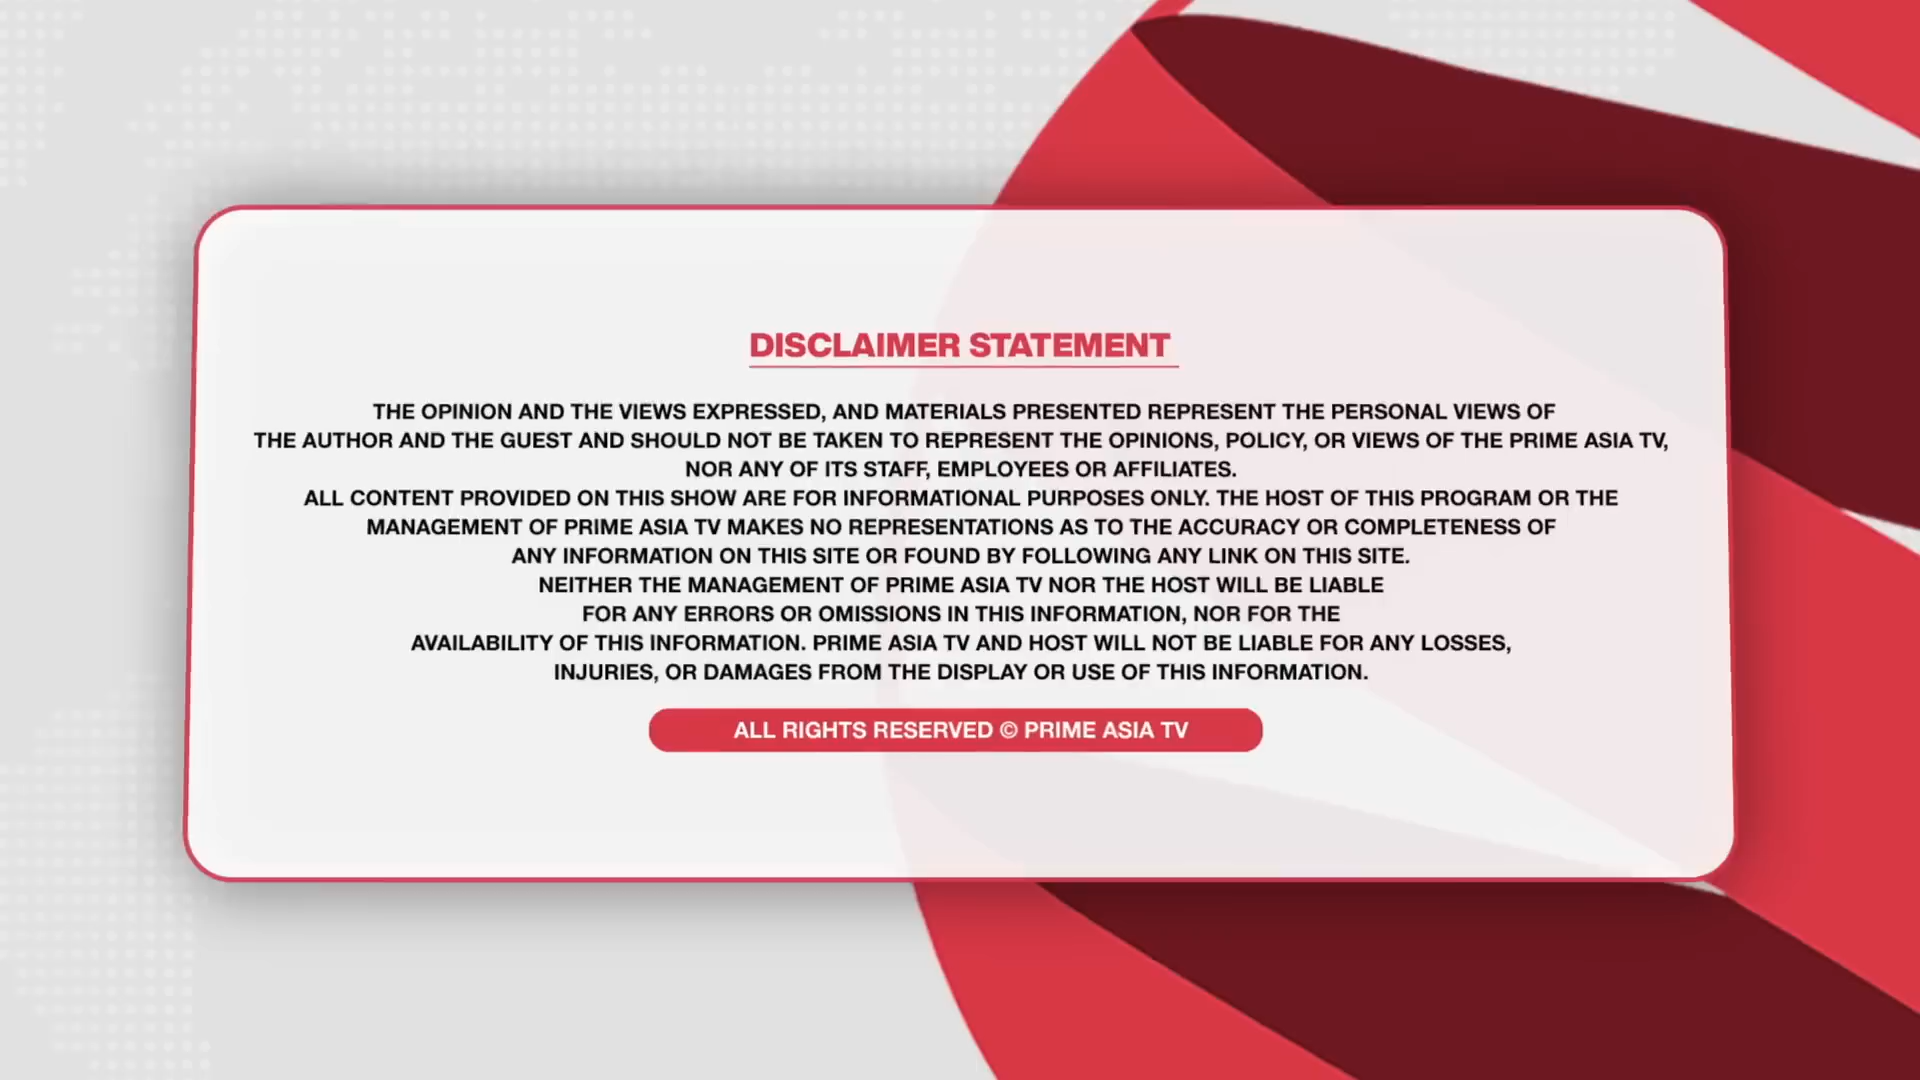 DISCLAIMER STATEMENT
THE OPINION AND THE VIEWS EXPRESSED, AND MATERIALS PRESENTED REPRESENT THE PERSONAL VIEWS OF
THE AUTHOR AND THE GUEST AND SHOULD NOT BE TAKEN TO REPRESENT THE OPINIONS, POLICY, OR VIEWS OF THE PRIME ASIA TV,
NOR ANY OF ITS STAFF, EMPLOYEES OR AFFILIATES.
ALL CONTENT PROVIDED ON THIS SHOW ARE FOR INFORMATIONAL PURPOSES ONLY. THE HOST OF THIS PROGRAM OR THE
MANAGEMENT OF PRIME ASIA TV MAKES NO REPRESENTATIONS AS TO THE ACCURACY OR COMPLETENESS OF
ANY INFORMATION ON THIS SITE OR FOUND BY FOLLOWING ANY LINK ON THIS SITE.
NEITHER THE MANAGEMENT OF PRIME ASIA TV NOR THE HOST WILL BE LIABLE
FOR ANY ERRORS OR OMISSIONS IN THIS INFORMATION, NOR FOR THE
AVAILABILITY OF THIS INFORMATION. PRIME ASIA TV AND HOST WILL NOT BE LIABLE FOR ANY LOSSES,
INJURIES, OR DAMAGES FROM THE DISPLAY OR USE OF THIS INFORMATION.
ALL RIGHTS RESERVED © PRIME ASIA TV